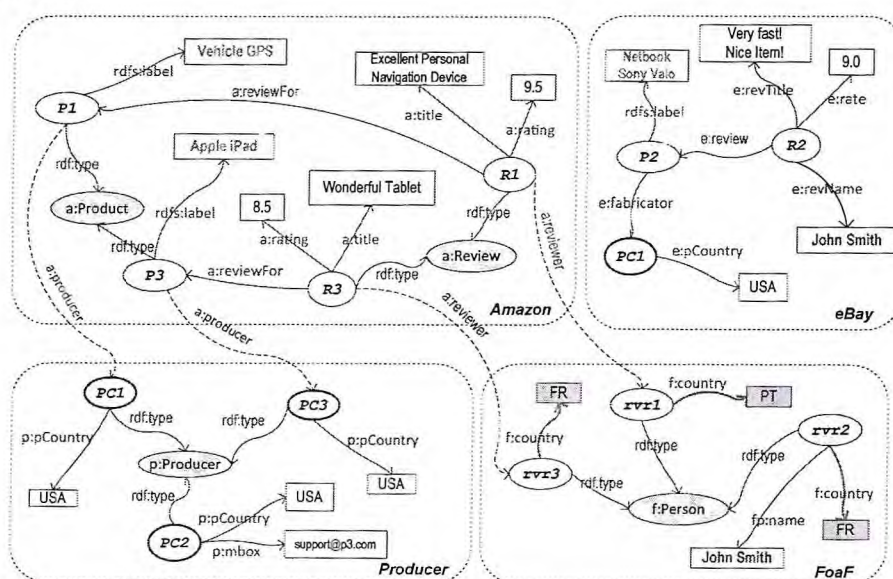 Vehicle GPS
rdfs:label
P1
a:reviewFor
Excellent Personal
Navigation Device
9.5
a:title
a:rating
R1
rdf:type
Apple iPad
a:Product
rdfs:label
8.5
Wonderful Tablet
rdf:type
a:rating
a:title
rdf:type
a:Review
P3
a:reviewFor
R3
rdf:type
a:producer
a:producer
a:reviewer
a:reviewer
Amazon
Very fast!
Nice Item!
Netbook
Sony Vaio
9.0
e:revTitle
e:rate
rdfs:label
P2
e:review
R2
e:fabricator
e:revName
PC1
e:pCountry
John Smith
USA
eBay
PC1
PC3
rdf:type
rdf:type
p:pCountry
p:Producer
p:pCountry
USA
rdf:type
USA
USA
p:pCountry
PC2
p:mbox
support@p3.com
Producer
FR
rvr1
f:country
PT
f:country
rdf:type
rvr2
rvr3
rdf:type
rdf:type
f:Person
f:country
fp:name
FR
John Smith
FoaF